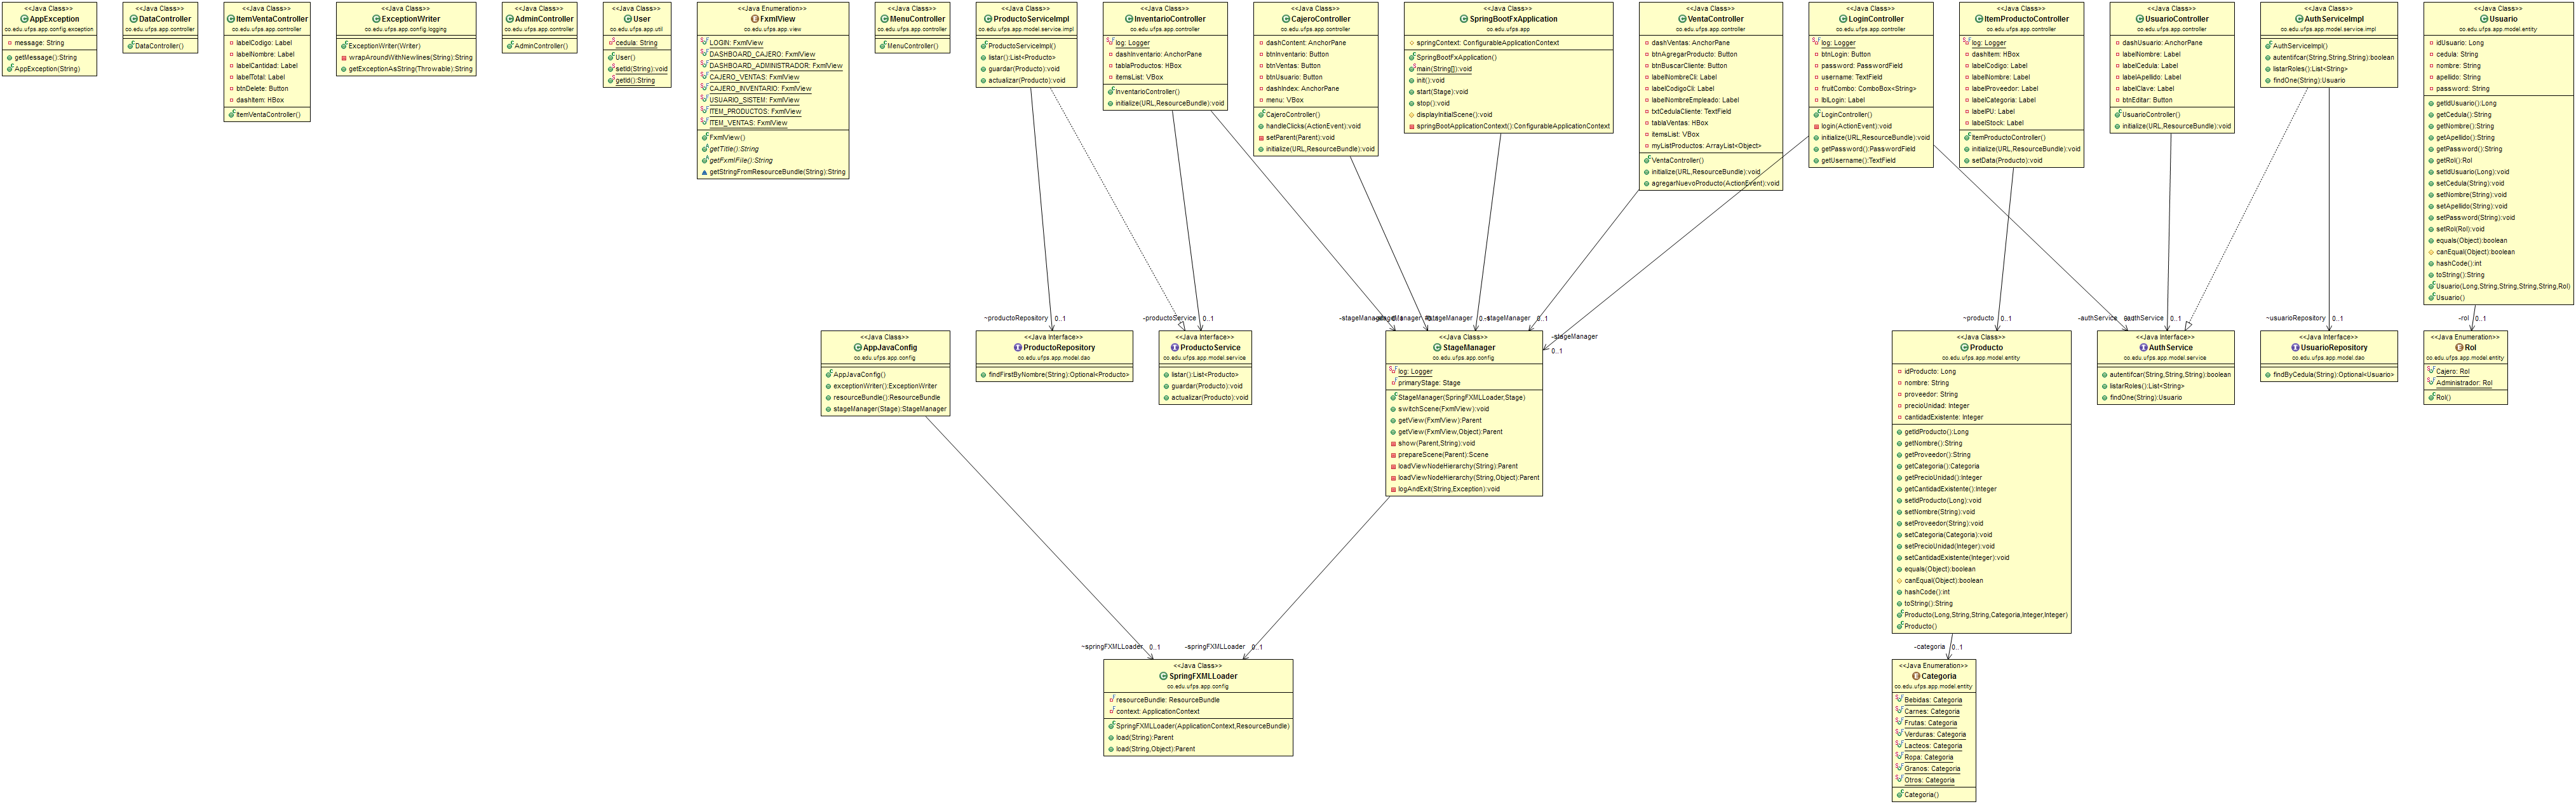 <<Java Class>>
AppException
co.edu.ufps.app.config.exception
message: String
getMessage():String
AppException(String)
<<Java Class>>
DataController
co.edu.ufps.app.controller
DataController()
<<Java Class>>
ItemVentaController
co.edu.ufps.app.controller
labelCodigo: Label
labelNombre: Label
labelCantidad: Label
labelTotal: Label
btnDelete: Button
dashItem: HBox
ItemVentaController()
<<Java Class>>
ExceptionWriter
co.edu.ufps.app.config.logging
ExceptionWriter(Writer)
wrapAroundWithNewlines(String):String
getExceptionAsString(Throwable):String
<<Java Class>>
AdminController
co.edu.ufps.app.controller
AdminController()
<<Java Class>>
User
co.edu.ufps.app.util
cedula: String
User()
setId(String):void
getId():String
<<Java Enumeration>>
FxmlView
co.edu.ufps.app.view
LOGIN: FxmlView
DASHBOARD_CAJERO: FxmlView
DASHBOARD_ADMINISTRADOR: FxmlView
CAJERO_VENTAS: FxmlView
CAJERO_INVENTARIO: FxmlView
USUARIO_SISTEM: FxmlView
ITEM_PRODUCTOS: FxmlView
ITEM_VENTAS: FxmlView
FxmlView()
getTitle():String
getFxmlFile():String
getStringFromResourceBundle(String):String
<<Java Class>>
MenuController
co.edu.ufps.app.controller
MenuController()
<<Java Class>>
ProductoServiceImpl
co.edu.ufps.app.model.service.impl
ProductoServiceImpl()
listar():List<Producto>
guardar(Producto):void
actualizar(Producto):void
<<Java Class>>
InventarioController
co.edu.ufps.app.controller
log: Logger
dashInventario: AnchorPane
tablaProductos: HBox
itemsList: VBox
InventarioController()
initialize(URL,ResourceBundle):void
<<Java Class>>
CajeroController
co.edu.ufps.app.controller
dashContent: AnchorPane
btnInventario: Button
btnVentas: Button
btnUsuario: Button
dashIndex: AnchorPane
menu: VBox
CajeroController()
handleClicks(ActionEvent):void
setParent(Parent):void
initialize(URL,ResourceBundle):void
<<Java Class>>
SpringBootFxApplication
co.edu.ufps.app
springContext: ConfigurableApplicationContext
SpringBootFxApplication()
main(String[]):void
init():void
start(Stage):void
stop():void
displayInitialScene():void
springBootApplicationContext():ConfigurableApplicationContext
<<Java Class>>
VentaController
co.edu.ufps.app.controller
dashVentas: AnchorPane
btnAgregarProducto: Button
btnBuscarCliente: Button
labelNombreCli: Label
labelCodigoCli: Label
labelNombreEmpleado: Label
txtCedulaCliente: TextField
tablaVentas: HBox
itemsList: VBox
myListProductos: ArrayList<Object>
VentaController()
initialize(URL,ResourceBundle):void
agregarNuevoProducto(ActionEvent):void
<<Java Class>>
LoginController
co.edu.ufps.app.controller
log: Logger
btnLogin: Button
password: PasswordField
username: TextField
fruitCombo: ComboBox<String>
lblLogin: Label
LoginController()
login(ActionEvent):void
initialize(URL,ResourceBundle):void
getPassword():PasswordField
getUsername():TextField
<<Java Class>>
ItemProductoController
co.edu.ufps.app.controller
log: Logger
dashItem: HBox
labelCodigo: Label
labelNombre: Label
labelProveedor: Label
labelCategoria: Label
labelPU: Label
labelStock: Label
ItemProductoController()
initialize(URL,ResourceBundle):void
setData(Producto):void
<<Java Class>>
UsuarioController
co.edu.ufps.app.controller
dashUsuario: AnchorPane
labelNombre: Label
labelCedula: Label
labelApellido: Label
labelClave: Label
btnEditar: Button
UsuarioController()
initialize(URL,ResourceBundle):void
<<Java Class>>
AuthServiceImpl
co.edu.ufps.app.model.service.impl
AuthServiceImpl()
autentifcar(String,String,String):boolean
listarRoles():List<String>
findOne(String):Usuario
<<Java Class>>
Usuario
co.edu.ufps.app.model.entity
idUsuario: Long
cedula: String
nombre: String
apellido: String
password: String
getIdUsuario():Long
getCedula():String
getNombre():String
getApellido():String
getPassword():String
getRol():Rol
setIdUsuario(Long):void
setCedula(String):void
setNombre(String):void
setApellido(String):void
setPassword(String):void
setRol(Rol):void
equals(Object):boolean
canEqual(Object):boolean
hashCode():int
toString():String
Usuario(Long,String,String,String,String,Rol)
Usuario()
~productoRepository 0..1
-productoService 0..1
-stageManager
-stageManager
-stageManager 0..1
-stageManager
0..1
~producto 0..1
-authService
-authService 0..1
~usuarioRepository 0..1
-rol 0..1
<<Java Class>>
AppJavaConfig
co.edu.ufps.app.config
AppJavaConfig()
exceptionWriter():ExceptionWriter
resourceBundle():ResourceBundle
stageManager(Stage):StageManager
<<Java Interface>>
ProductoRepository
co.edu.ufps.app.model.dao
findFirstByNombre(String):Optional<Producto>
<<Java Interface>>
ProductoService
co.edu.ufps.app.model.service
listar():List<Producto>
guardar(Producto):void
actualizar(Producto):void
<<Java Class>>
StageManager
co.edu.ufps.app.config
log: Logger
primaryStage: Stage
StageManager(SpringFXMLLoader,Stage)
switchScene(FxmlView):void
getView(FxmlView):Parent
getView(FxmlView,Object):Parent
show(Parent,String):void
prepareScene(Parent):Scene
loadViewNodeHierarchy(String):Parent
loadViewNodeHierarchy(String,Object):Parent
logAndExit(String,Exception):void
<<Java Class>>
Producto
co.edu.ufps.app.model.entity
idProducto: Long
nombre: String
proveedor: String
precioUnidad: Integer
cantidadExistente: Integer
getIdProducto():Long
getNombre():String
getProveedor():String
getCategoria():Categoria
getPrecioUnidad():Integer
getCantidadExistente():Integer
setIdProducto(Long):void
setNombre(String):void
setProveedor(String):void
setCategoria(Categoria):void
setPrecioUnidad(Integer):void
setCantidadExistente(Integer):void
equals(Object):boolean
canEqual(Object):boolean
hashCode():int
toString():String
Producto(Long,String,String,Categoria,Integer,Integer)
Producto()
<<Java Interface>>
AuthService
co.edu.ufps.app.model.service
autentifcar(String,String,String):boolean
listarRoles():List<String>
findOne(String):Usuario
<<Java Interface>>
UsuarioRepository
co.edu.ufps.app.model.dao
findByCedula(String):Optional<Usuario>
<<Java Enumeration>>
Rol
co.edu.ufps.app.model.entity
Cajero: Rol
Administrador: Rol
Rol()
~springFXMLLoader 0..1
-springFXMLLoader 0..1
-categoria 0..1
<<Java Class>>
SpringFXMLLoader
co.edu.ufps.app.config
resourceBundle: ResourceBundle
context: ApplicationContext
SpringFXMLLoader(ApplicationContext,ResourceBundle)
load(String):Parent
load(String,Object):Parent
<<Java Enumeration>>
Categoria
co.edu.ufps.app.model.entity
Bebidas: Categoria
Carnes: Categoria
Frutas: Categoria
Verduras: Categoria
Lacteos: Categoria
Ropa: Categoria
Granos: Categoria
Otros: Categoria
Categoria()